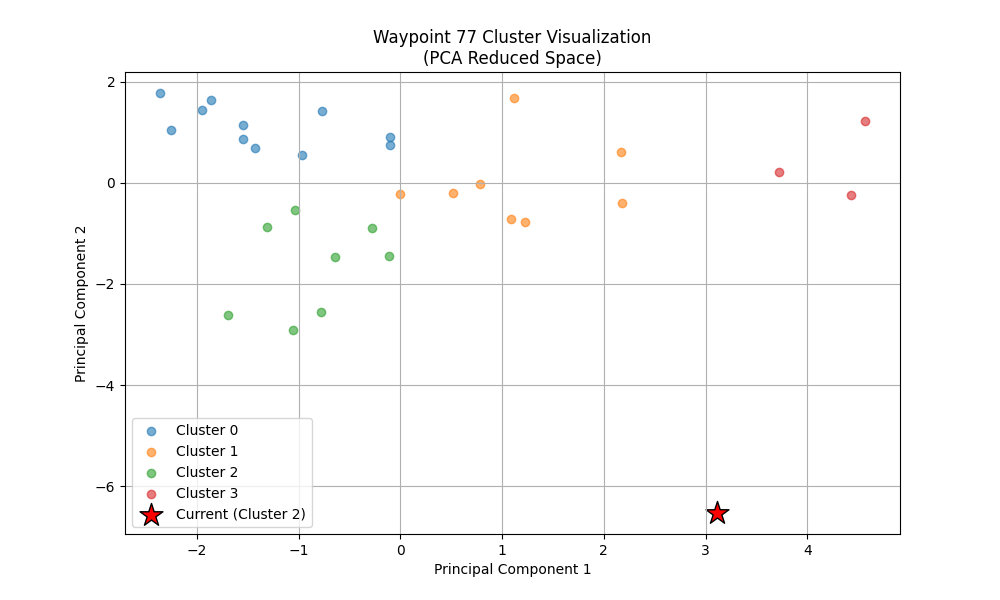 Waypoint 77 Cluster Visualization
(PCA Reduced Space)
2
0
−2
−4
−6
Principal Component 2
Cluster 0
Cluster 1
Cluster 2
Cluster 3
Current (Cluster 2)
−2
−1
0
1
2
3
4
Principal Component 1